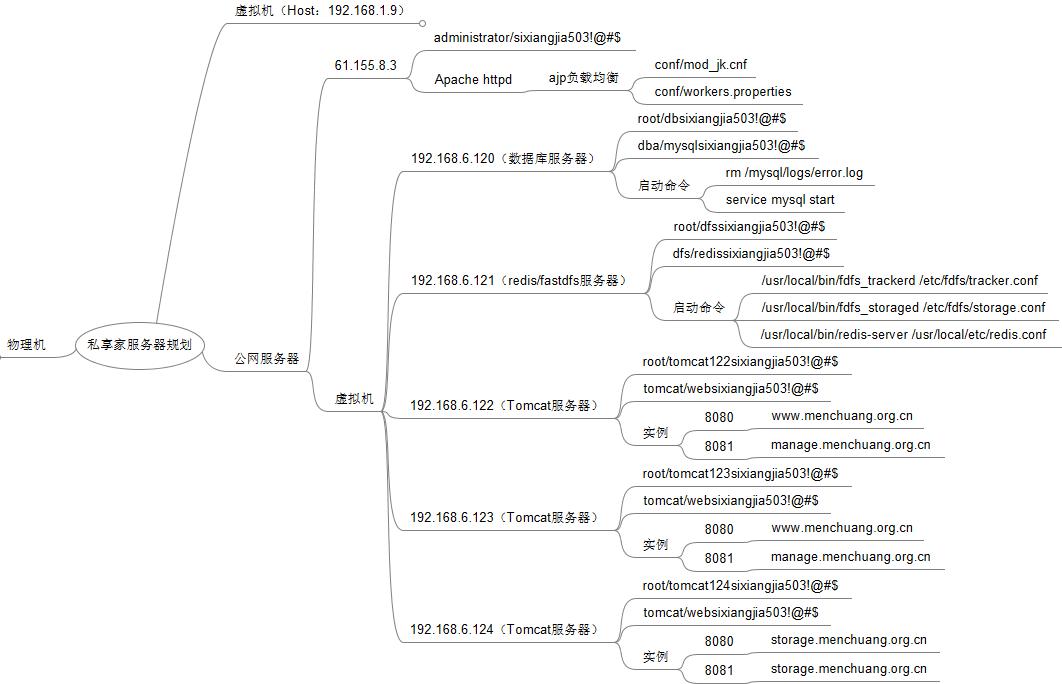 虚拟机（Host：192.168.1.9）
administrator/sixiangjia503!@#$
61.155.8.3
conf/mod_jk.cnf
Apache httpd
ajp负载均衡
conf/workers.properties
root/dbsixiangjia503!@#$
dba/mysqlsixiangjia503!@#$
192.168.6.120（数据库服务器）
rm /mysql/logs/error.log
启动命令
service mysql start
root/dfssixiangjia503!@#$
dfs/redissixiangjia503!@#$
192.168.6.121（redis/fastdfs服务器）
/usr/local/bin/fdfs_trackerd /etc/fdfs/tracker.conf
启动命令
/usr/local/bin/fdfs_storaged /etc/fdfs/storage.conf
/usr/local/bin/redis-server /usr/local/etc/redis.conf
物理机
私享家服务器规划
公网服务器
虚拟机
root/tomcat122sixiangjia503!@#$
tomcat/websixiangjia503!@#$
192.168.6.122（Tomcat服务器）
8080
www.menchuang.org.cn
实例
8081
manage.menchuang.org.cn
root/tomcat123sixiangjia503!@#$
tomcat/websixiangjia503!@#$
192.168.6.123（Tomcat服务器）
8080
www.menchuang.org.cn
实例
8081
manage.menchuang.org.cn
root/tomcat124sixiangjia503!@#$
tomcat/websixiangjia503!@#$
192.168.6.124（Tomcat服务器）
8080
storage.menchuang.org.cn
实例
8081
storage.menchuang.org.cn